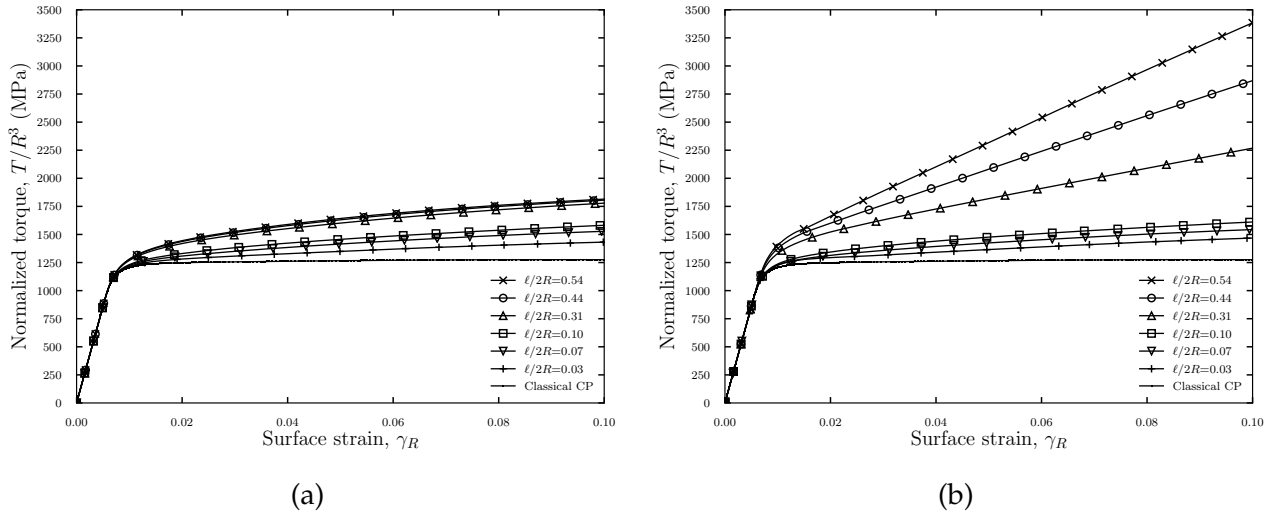 3500
3250
3000
2750
2500
2250
2000
1750
1500
1250
1000
750
500
250
0
Normalized torque, T/R³ (MPa)
0.00 0.02 0.04 0.06 0.08 0.10
Surface strain, γ_R
ℓ/2R=0.54
ℓ/2R=0.44
ℓ/2R=0.31
ℓ/2R=0.10
ℓ/2R=0.07
ℓ/2R=0.03
Classical CP
(a)
3500
3250
3000
2750
2500
2250
2000
1750
1500
1250
1000
750
500
250
0
Normalized torque, T/R³ (MPa)
0.00 0.02 0.04 0.06 0.08 0.10
Surface strain, γ_R
ℓ/2R=0.54
ℓ/2R=0.44
ℓ/2R=0.31
ℓ/2R=0.10
ℓ/2R=0.07
ℓ/2R=0.03
Classical CP
(b)